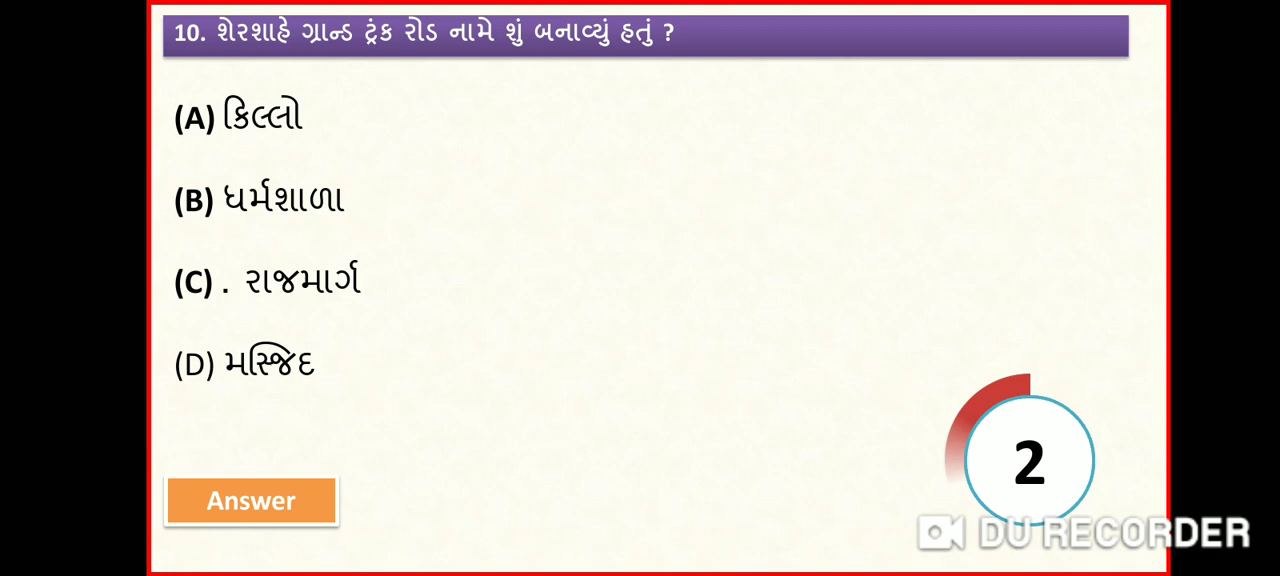 10. શેરશાહે ગ્રાન્ડ ટ્રંક રોડ નામે શું બનાવ્યું હતું ?
(A) કિલ્લો
(B) ધર્મશાળા
(C) . રાજમાર્ગ
(D) મસ્જિદ
2
Answer
DU RECORDER